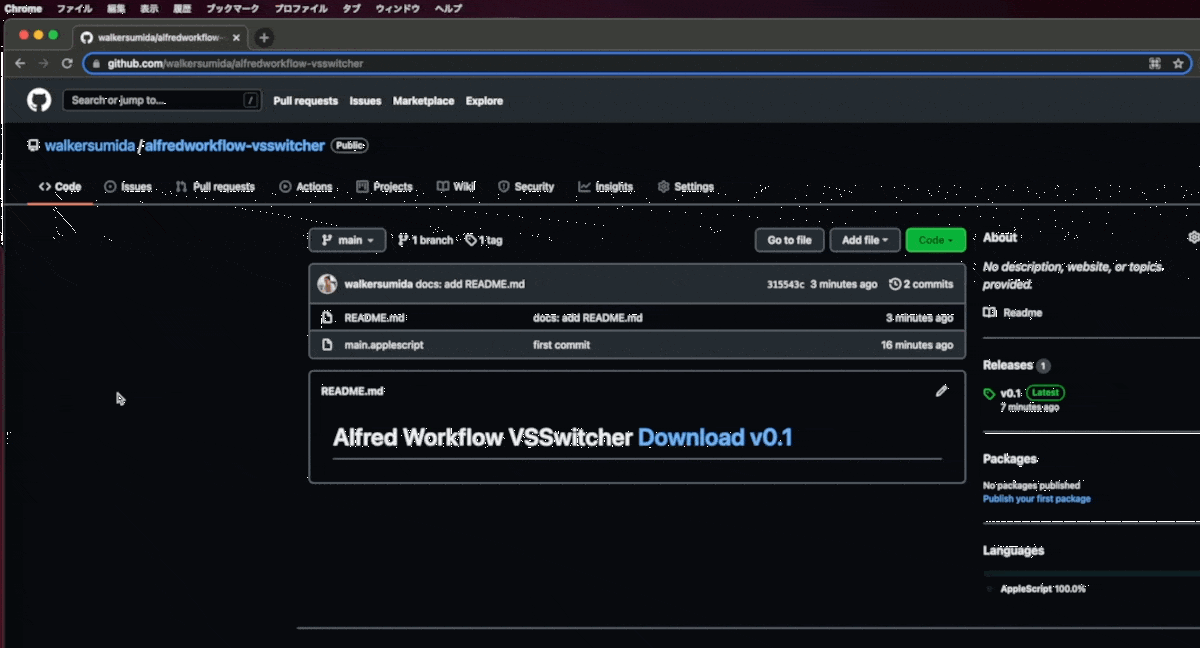 Chrome ファイル 編集 表示 履歴 ブックマーク プロファイル タブ ウィンドウ ヘルプ
walkersumida/alfredworkflow-
github.com/walkersumida/alfredworkflow-vsswitcher
Search or jump to... / Pull requests Issues Marketplace Explore
walkersumida / alfredworkflow-vsswitcher Public
<> Code Issues Pull requests Actions Projects Wiki Security Insights Settings
main 1 branch 1 tag Go to file Add file Code
About
No description, website, or topics provided.
walkersumida docs: add README.md 315543c 3 minutes ago 2 commits
README.md docs: add README.md 3 minutes ago
main.applescript first commit 16 minutes ago
README.md
Alfred Workflow VSSwitcher Download v0.1
Readme
Releases 1
v0.1 Latest
7 minutes ago
Packages
No packages published
Publish your first package
Languages
AppleScript 100.0%